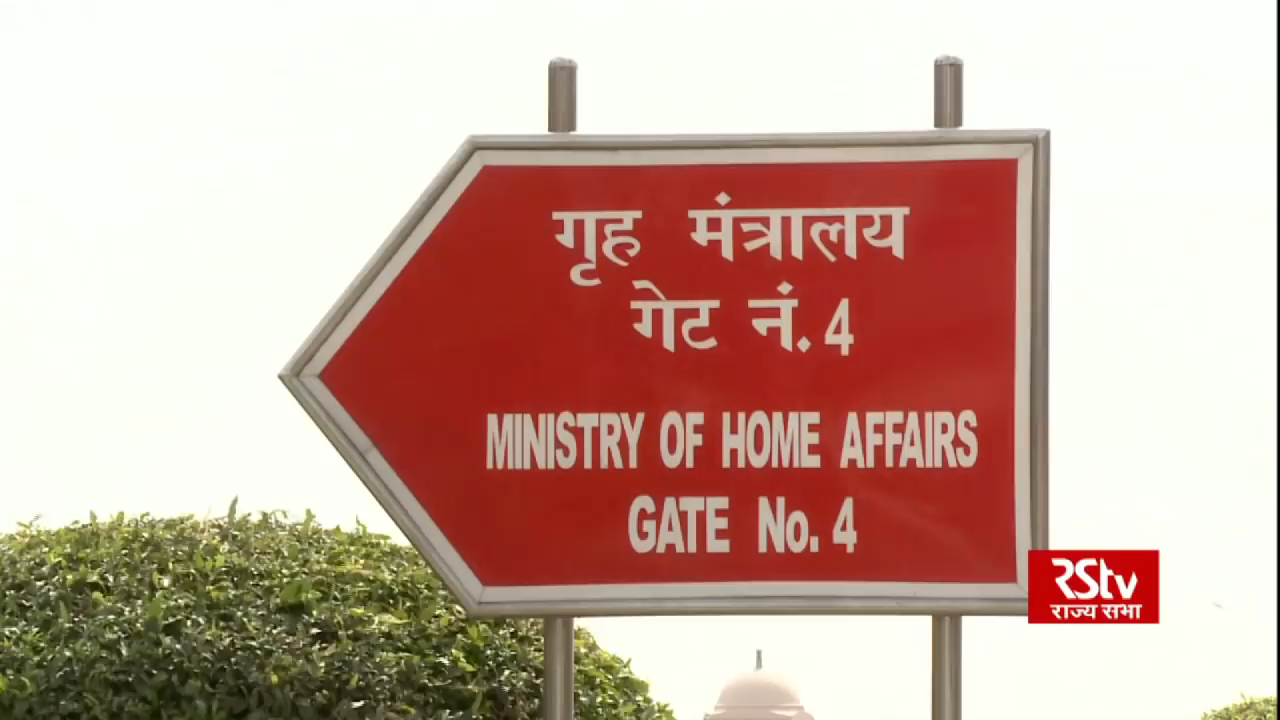 गृह मंत्रालय
गेट नं. 4
MINISTRY OF HOME AFFAIRS
GATE No. 4
RStv
राज्य सभा